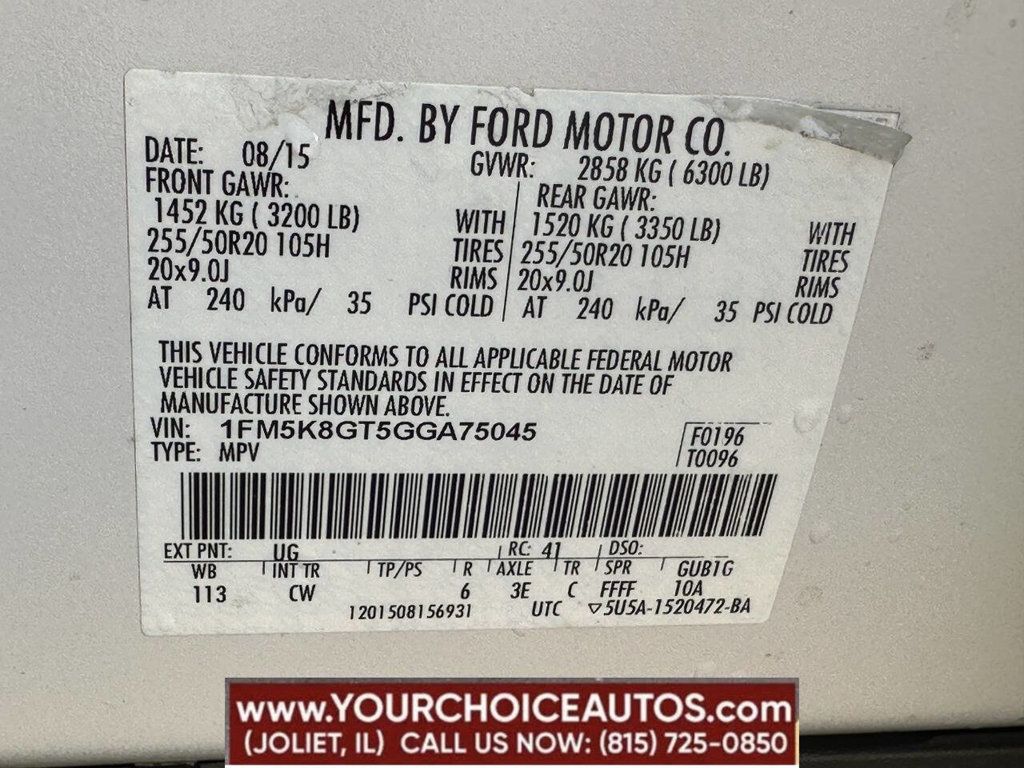 MFD. BY FORD MOTOR CO.
DATE: 08/15 GVWR: 2858 KG ( 6300 LB)
FRONT GAWR: REAR GAWR:
1452 KG ( 3200 LB) WITH 1520 KG ( 3350 LB) WITH
255/50R20 105H TIRES 255/50R20 105H TIRES
20x9.0J RIMS 20x9.0J RIMS
AT 240 kPa/ 35 PSI COLD AT 240 kPa/ 35 PSI COLD
THIS VEHICLE CONFORMS TO ALL APPLICABLE FEDERAL MOTOR
VEHICLE SAFETY STANDARDS IN EFFECT ON THE DATE OF
MANUFACTURE SHOWN ABOVE.
VIN: 1FM5K8GT5GGA75045 F0196
TYPE: MPV T0096
EXT PNT: UG RC: 41 DSO:
WB INT TR TP/PS R AXLE TR SPR GUB1G
113 CW 6 3E C FFFF 10A
1201508156931 UTC ▽5U5A-1520472-BA
www.YOURCHOICEAUTOS.com
(JOLIET, IL) CALL US NOW: (815) 725-0850